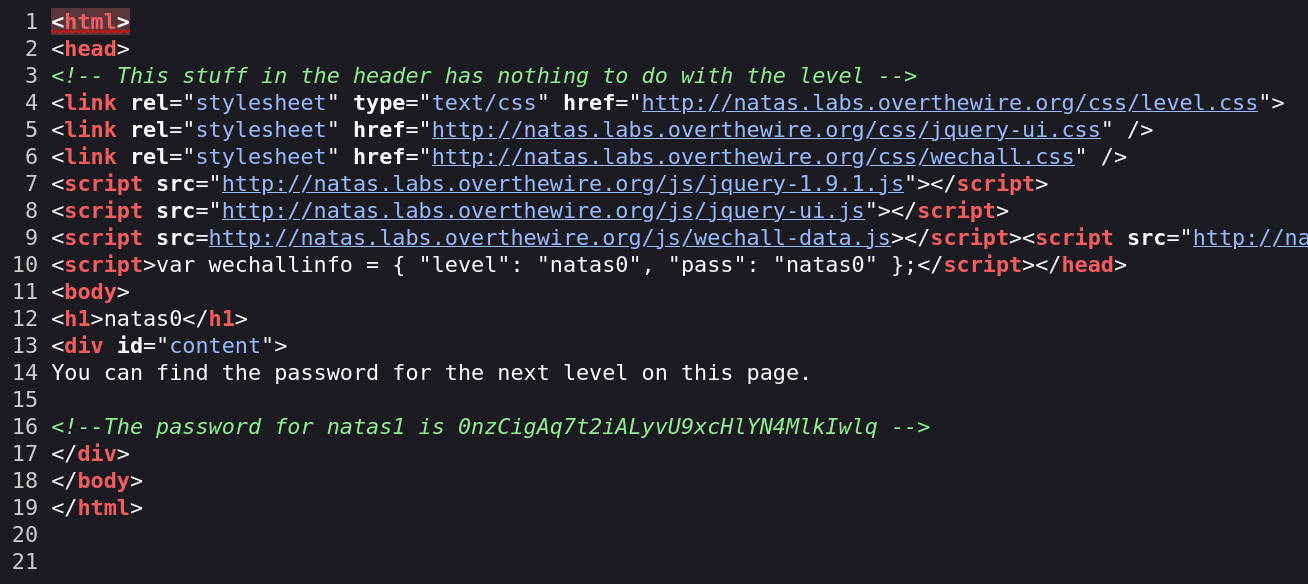 1 <html>
2 <head>
3 <!-- This stuff in the header has nothing to do with the level -->
4 <link rel="stylesheet" type="text/css" href="http://natas.labs.overthewire.org/css/level.css">
5 <link rel="stylesheet" href="http://natas.labs.overthewire.org/css/jquery-ui.css" />
6 <link rel="stylesheet" href="http://natas.labs.overthewire.org/css/wechall.css" />
7 <script src="http://natas.labs.overthewire.org/js/jquery-1.9.1.js"></script>
8 <script src="http://natas.labs.overthewire.org/js/jquery-ui.js"></script>
9 <script src=http://natas.labs.overthewire.org/js/wechall-data.js></script><script src="http://na
10 <script>var wechallinfo = { "level": "natas0", "pass": "natas0" };</script></head>
11 <body>
12 <h1>natas0</h1>
13 <div id="content">
14 You can find the password for the next level on this page.
15
16 <!--The password for natas1 is 0nzCigAq7t2iALyvU9xcHlYN4MlkIwlq -->
17 </div>
18 </body>
19 </html>
20
21